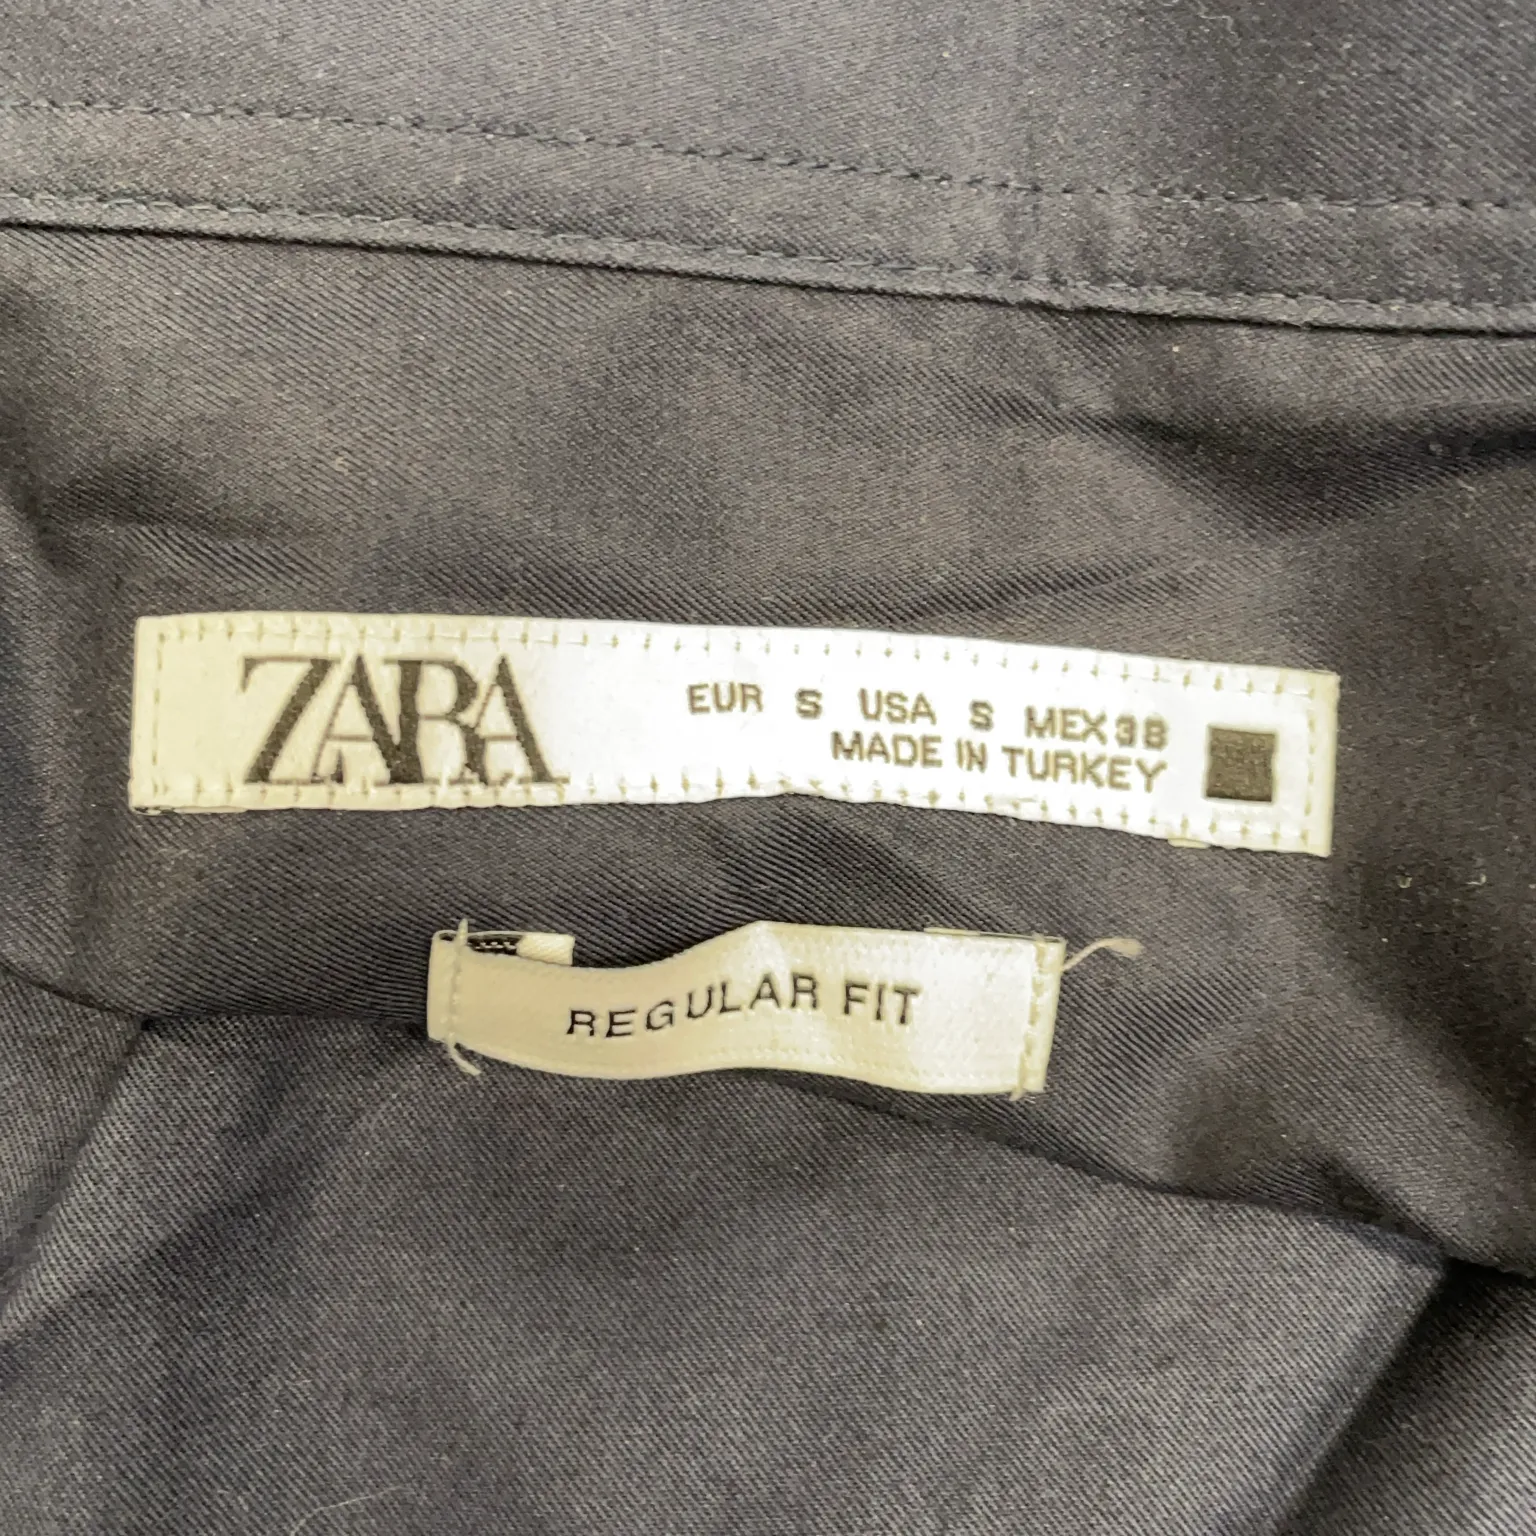 ZARA
EUR S USA S MEX 38
MADE IN TURKEY
REGULAR FIT